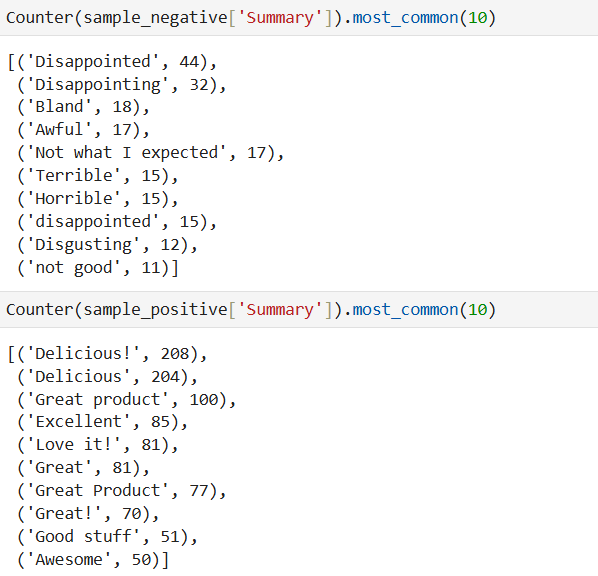 Counter(sample_negative['Summary']).most_common(10)
[('Disappointed', 44),
('Disappointing', 32),
('Bland', 18),
('Awful', 17),
('Not what I expected', 17),
('Terrible', 15),
('Horrible', 15),
('disappointed', 15),
('Disgusting', 12),
('not good', 11)]
Counter(sample_positive['Summary']).most_common(10)
[('Delicious!', 208),
('Delicious', 204),
('Great product', 100),
('Excellent', 85),
('Love it!', 81),
('Great', 81),
('Great Product', 77),
('Great!', 70),
('Good stuff', 51),
('Awesome', 50)]